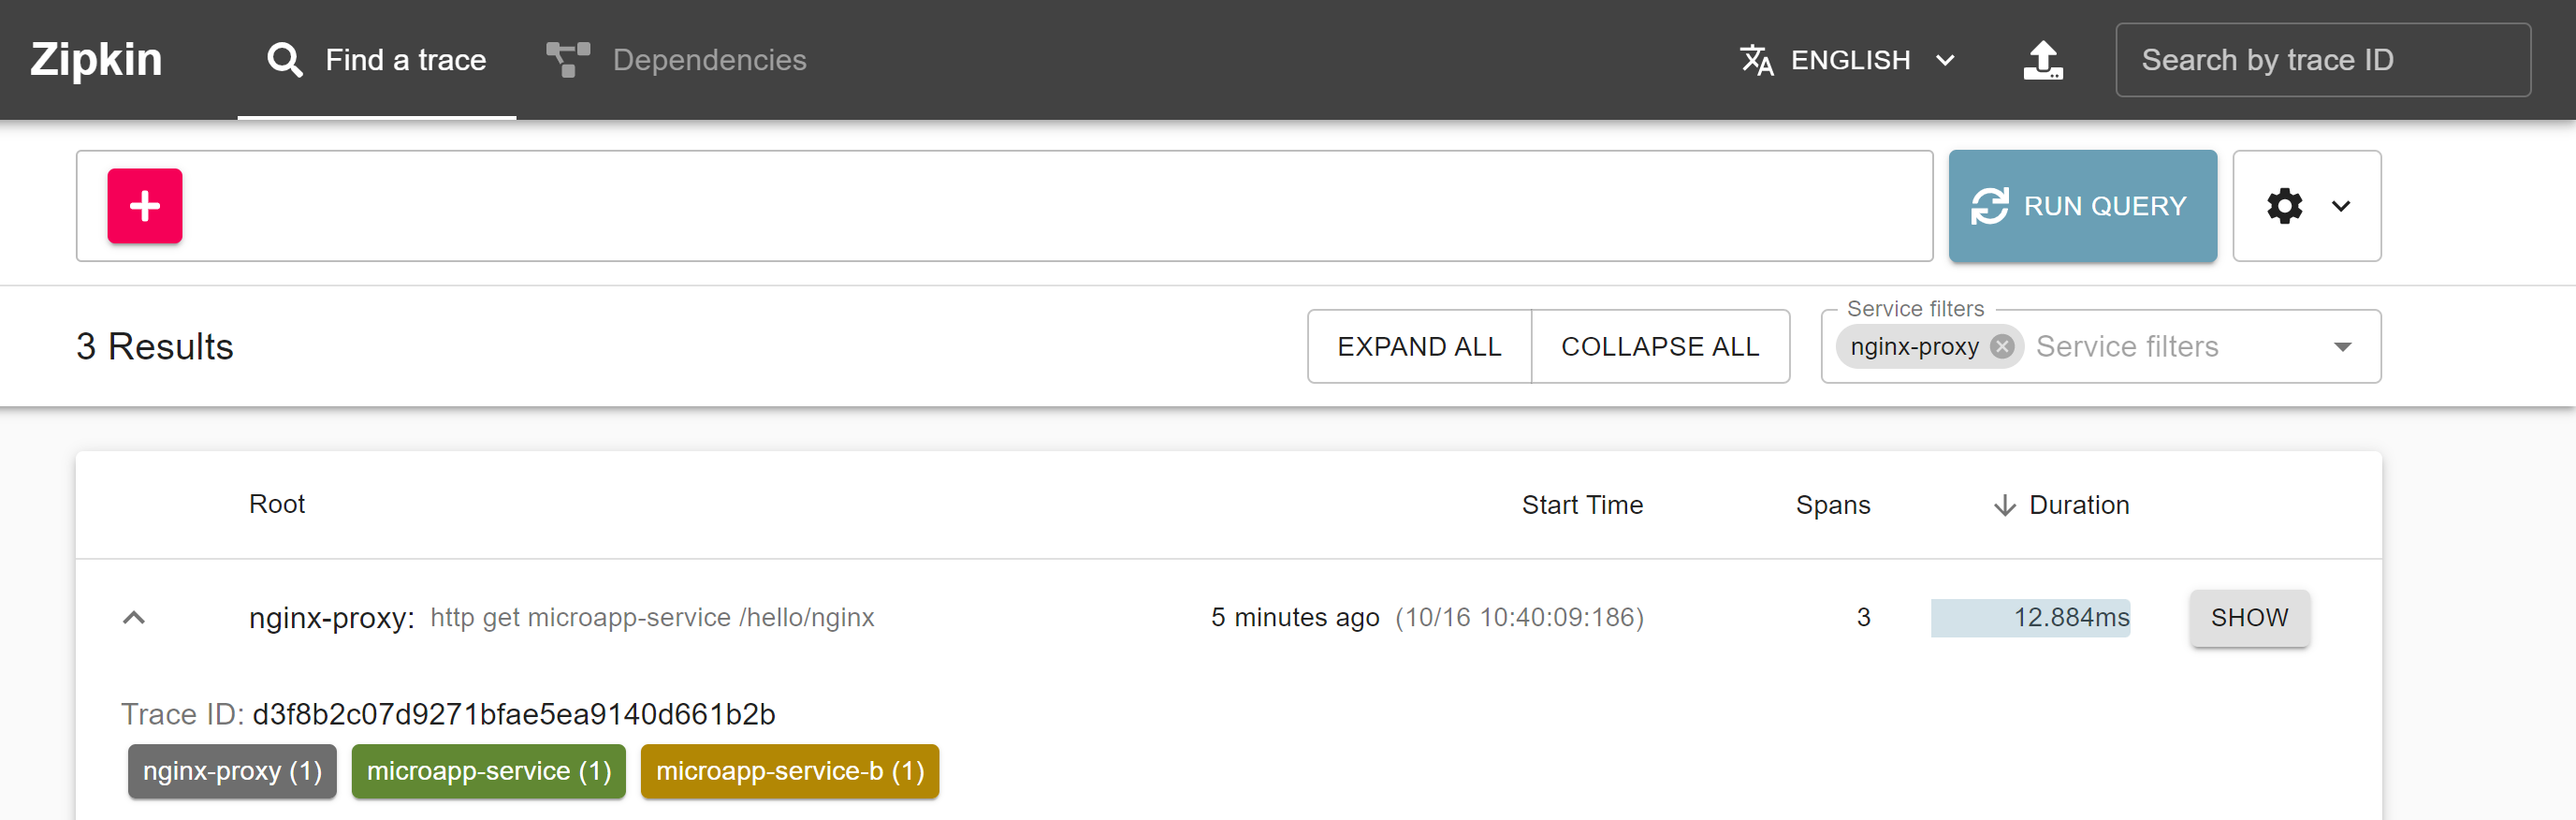 Zipkin Find a trace Dependencies ENGLISH Search by trace ID
RUN QUERY
3 Results EXPAND ALL COLLAPSE ALL Service filters nginx-proxy Service filters
Root Start Time Spans Duration
nginx-proxy: http get microapp-service /hello/nginx 5 minutes ago (10/16 10:40:09:186) 3 12.884ms SHOW
Trace ID: d3f8b2c07d9271bfae5ea9140d661b2b
nginx-proxy (1) microapp-service (1) microapp-service-b (1)